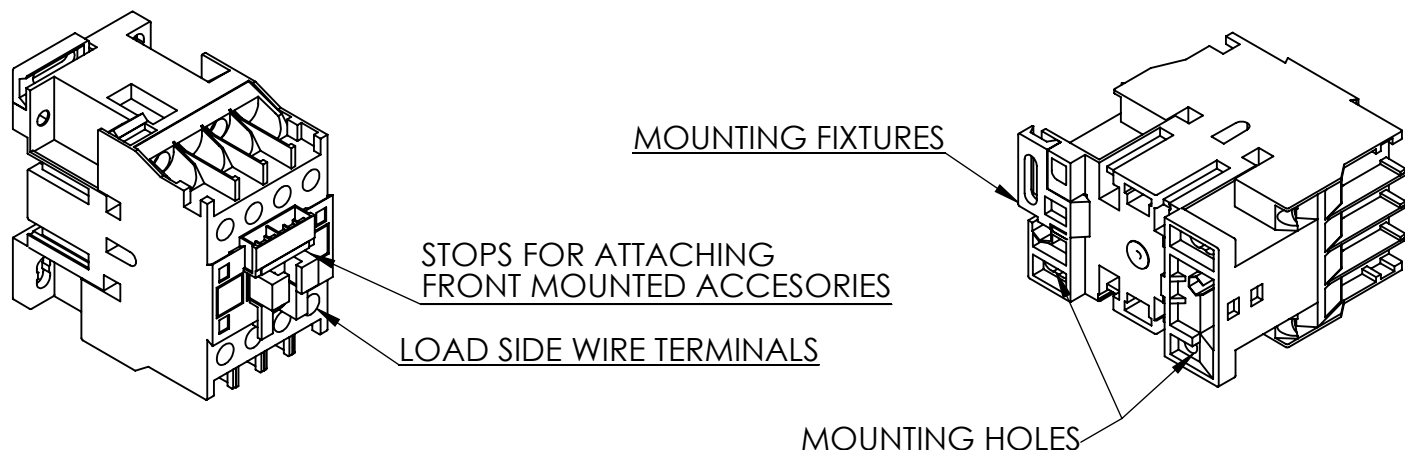 MOUNTING FIXTURES
STOPS FOR ATTACHING
FRONT MOUNTED ACCESORIES
LOAD SIDE WIRE TERMINALS
MOUNTING HOLES